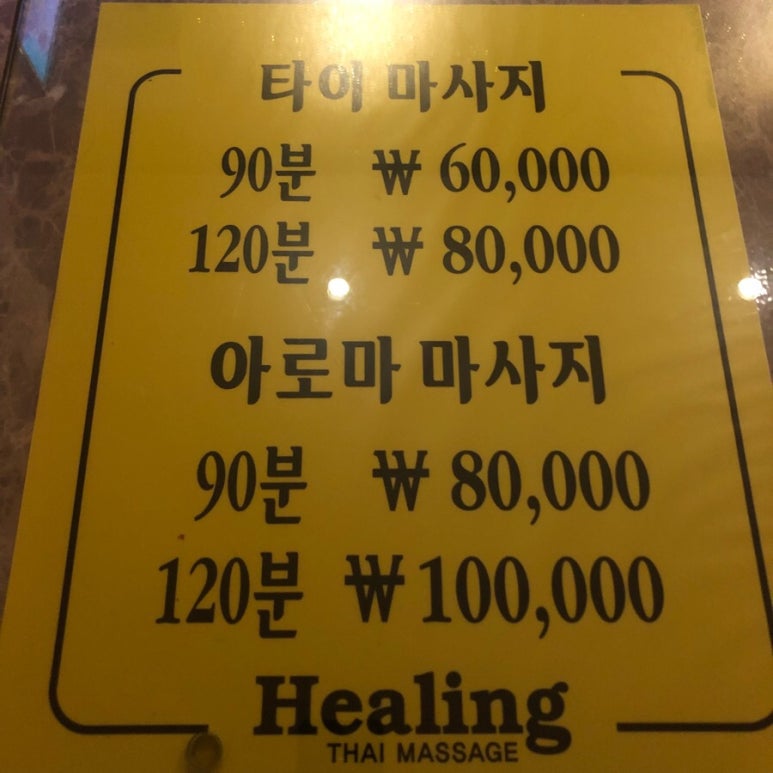 타이 마사지
90분 ₩ 60,000
120분 ₩ 80,000
아로마 마사지
90분 ₩ 80,000
120분 ₩ 100,000
Healing
THAI MASSAGE